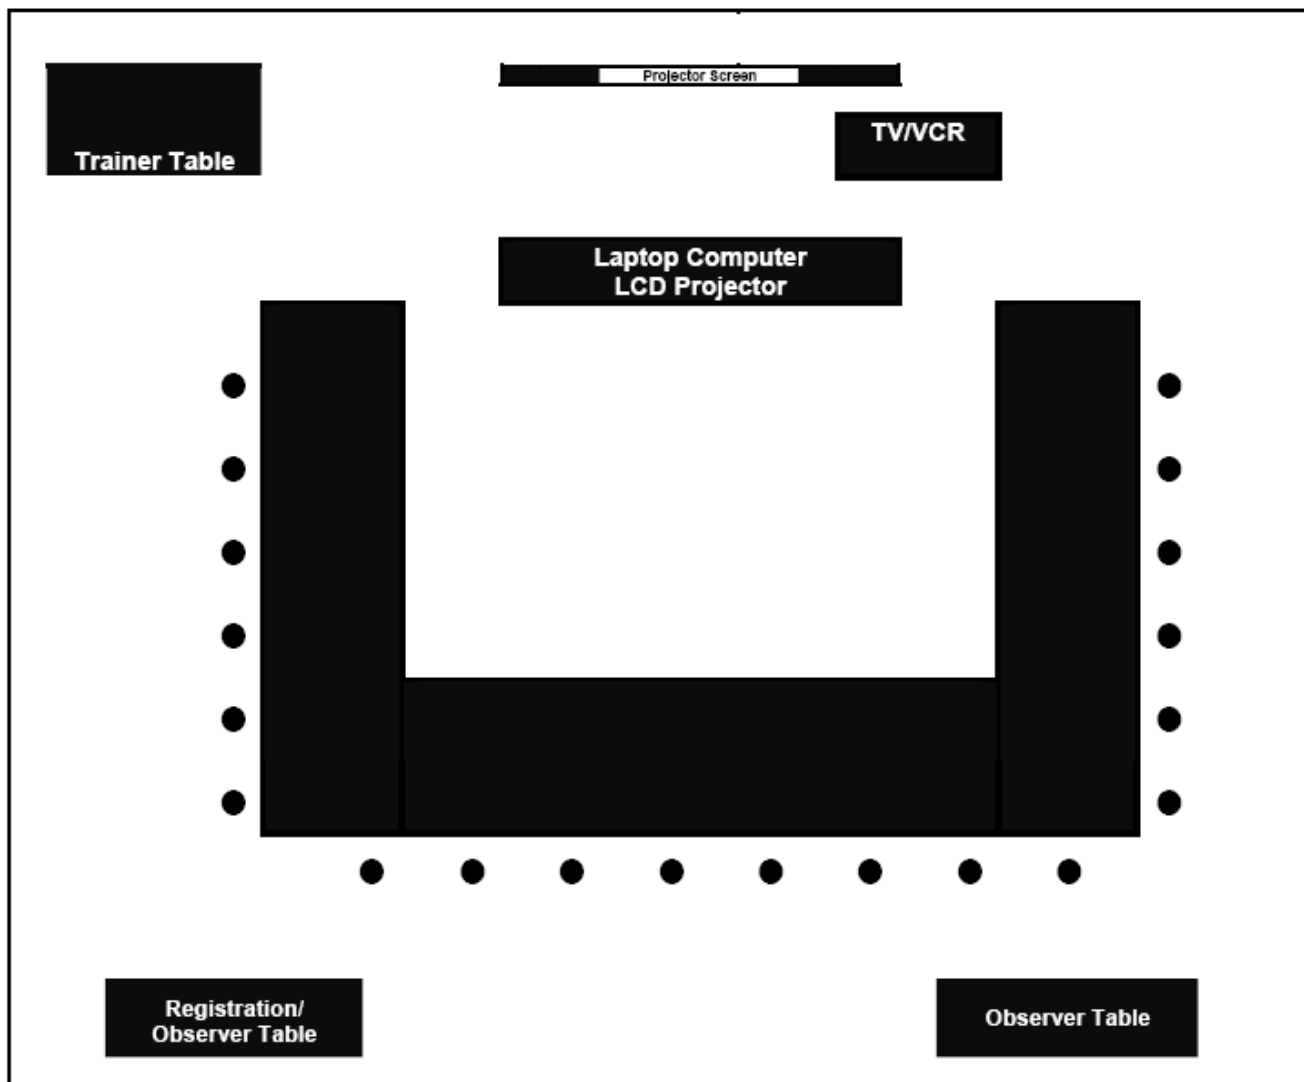 Projector Screen
TV/VCR
Trainer Table
Laptop Computer
LCD Projector
Registration/
Observer Table
Observer Table